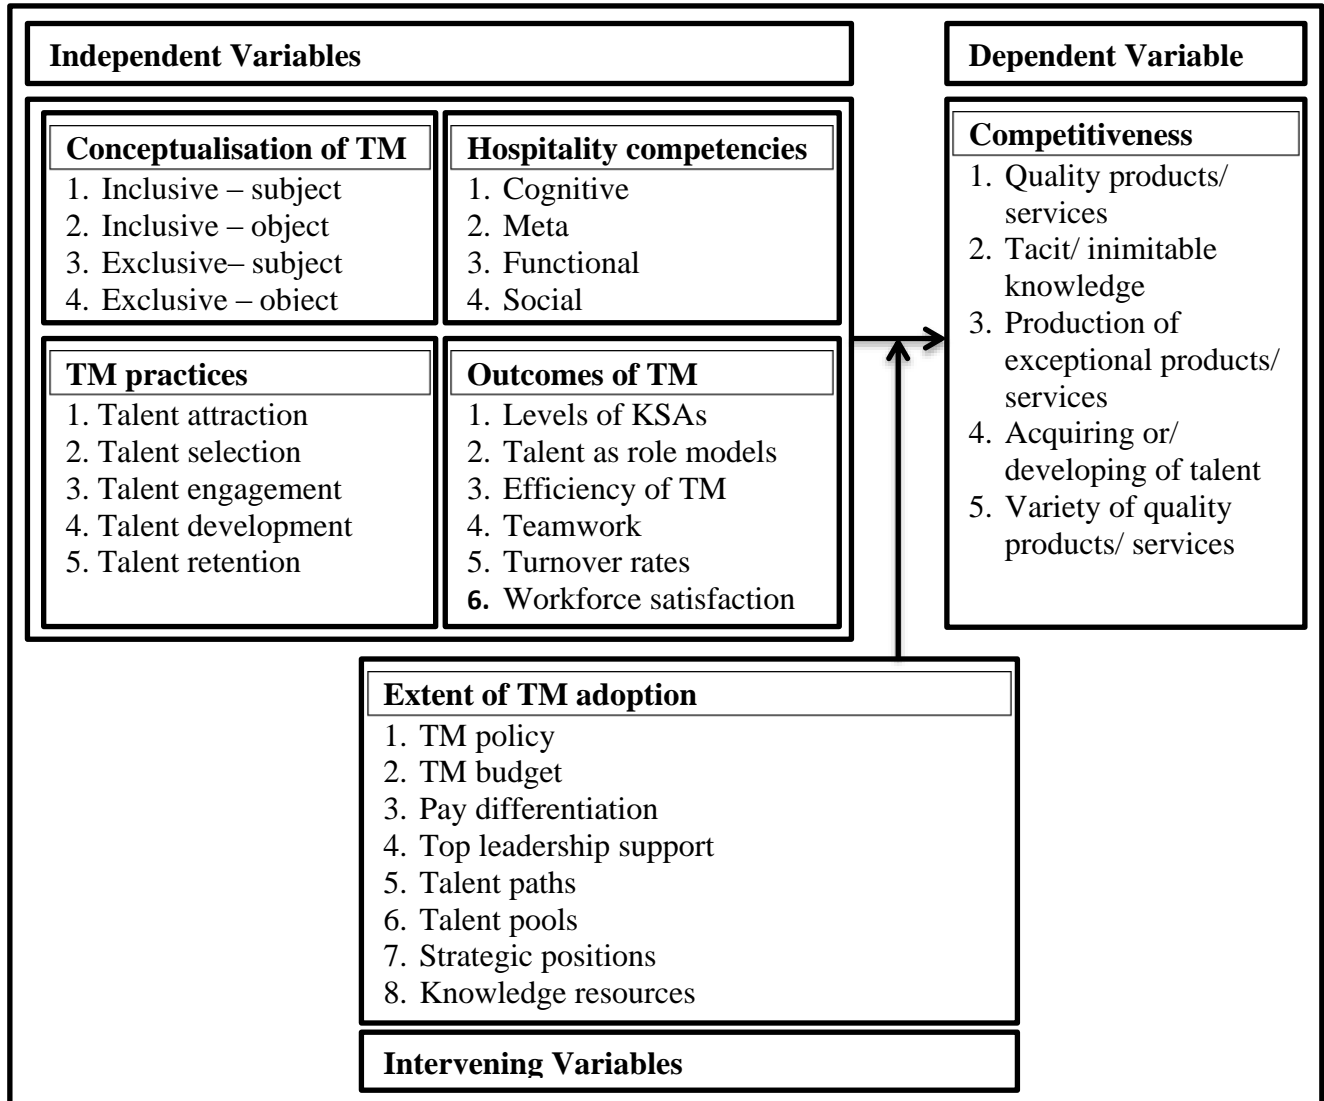 Independent Variables
Dependent Variable
Conceptualisation of TM
1. Inclusive – subject
2. Inclusive – object
3. Exclusive– subject
4. Exclusive – object
Hospitality competencies
1. Cognitive
2. Meta
3. Functional
4. Social
TM practices
1. Talent attraction
2. Talent selection
3. Talent engagement
4. Talent development
5. Talent retention
Outcomes of TM
1. Levels of KSAs
2. Talent as role models
3. Efficiency of TM
4. Teamwork
5. Turnover rates
6. Workforce satisfaction
Competitiveness
1. Quality products/
services
2. Tacit/ inimitable
knowledge
3. Production of
exceptional products/
services
4. Acquiring or/
developing of talent
5. Variety of quality
products/ services
Extent of TM adoption
1. TM policy
2. TM budget
3. Pay differentiation
4. Top leadership support
5. Talent paths
6. Talent pools
7. Strategic positions
8. Knowledge resources
Intervening Variables